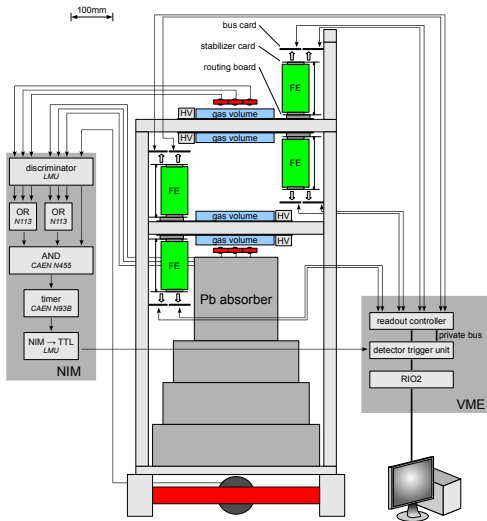 100mm
bus card
stabilizer card
routing board
FE
HV gas volume
HV gas volume
FE
FE
gas volume HV
gas volume HV
FE
Pb absorber
discriminator
LMU
OR
N113
OR
N113
AND
CAEN N455
timer
CAEN N93B
NIM → TTL
LMU
NIM
readout controller
private bus
detector trigger unit
RIO2
VME